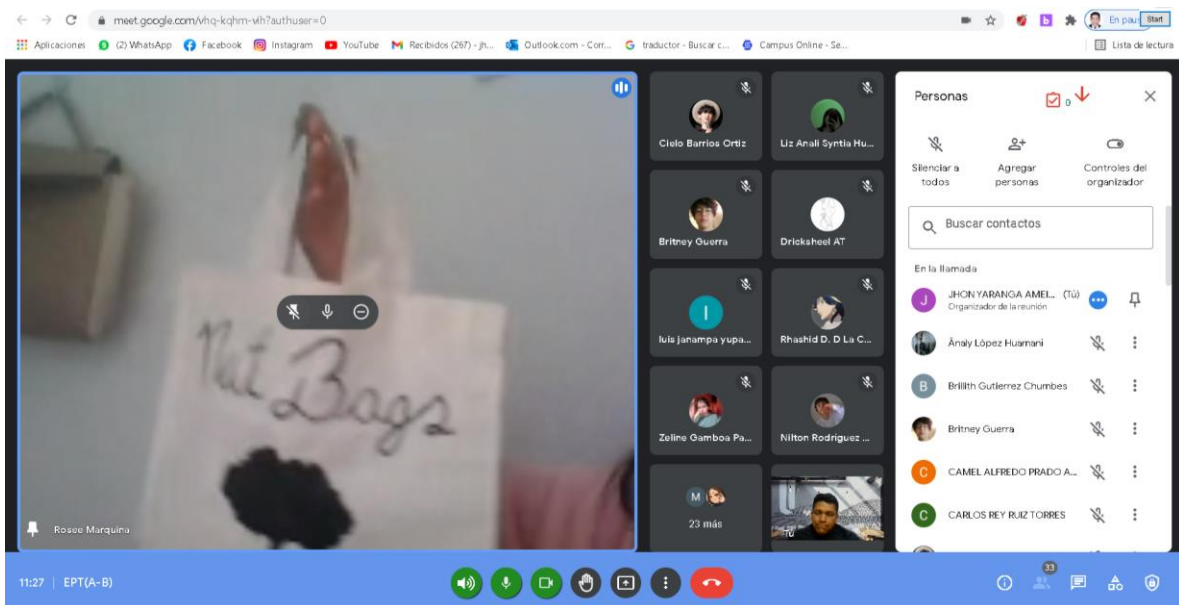 meet.google.com/vhq-kqhm-vih?authuser=0
En pau
Start
Aplicaciones
(2) WhatsApp
Facebook
Instagram
YouTube
Recibidos (267) - jh...
Outlook.com - Corr...
traductor - Buscar c...
Campus Online - Se...
Lista de lectura
Nat Bags
Rosee Marquina
Cielo Barrios Ortiz
Liz Anali Syntia Hu...
Britney Guerra
Dricksheel AT
I
luis janampa yupa...
Rhashid D. D La C...
Zeline Gamboa Pa...
Nilton Rodriguez ...
M
23 más
Tú
Personas
0
Silenciar a todos
Agregar personas
Controles del organizador
Buscar contactos
En la llamada
J
JHON YARANGA AMEI... (Tú)
Organizador de la reunión
Ànaly López Huamani
B
Brillith Gutierrez Chumbes
Britney Guerra
C
CAMEL ALFREDO PRADO A...
C
CARLOS REY RUIZ TORRES
11:27 | EPT(A-B)
33